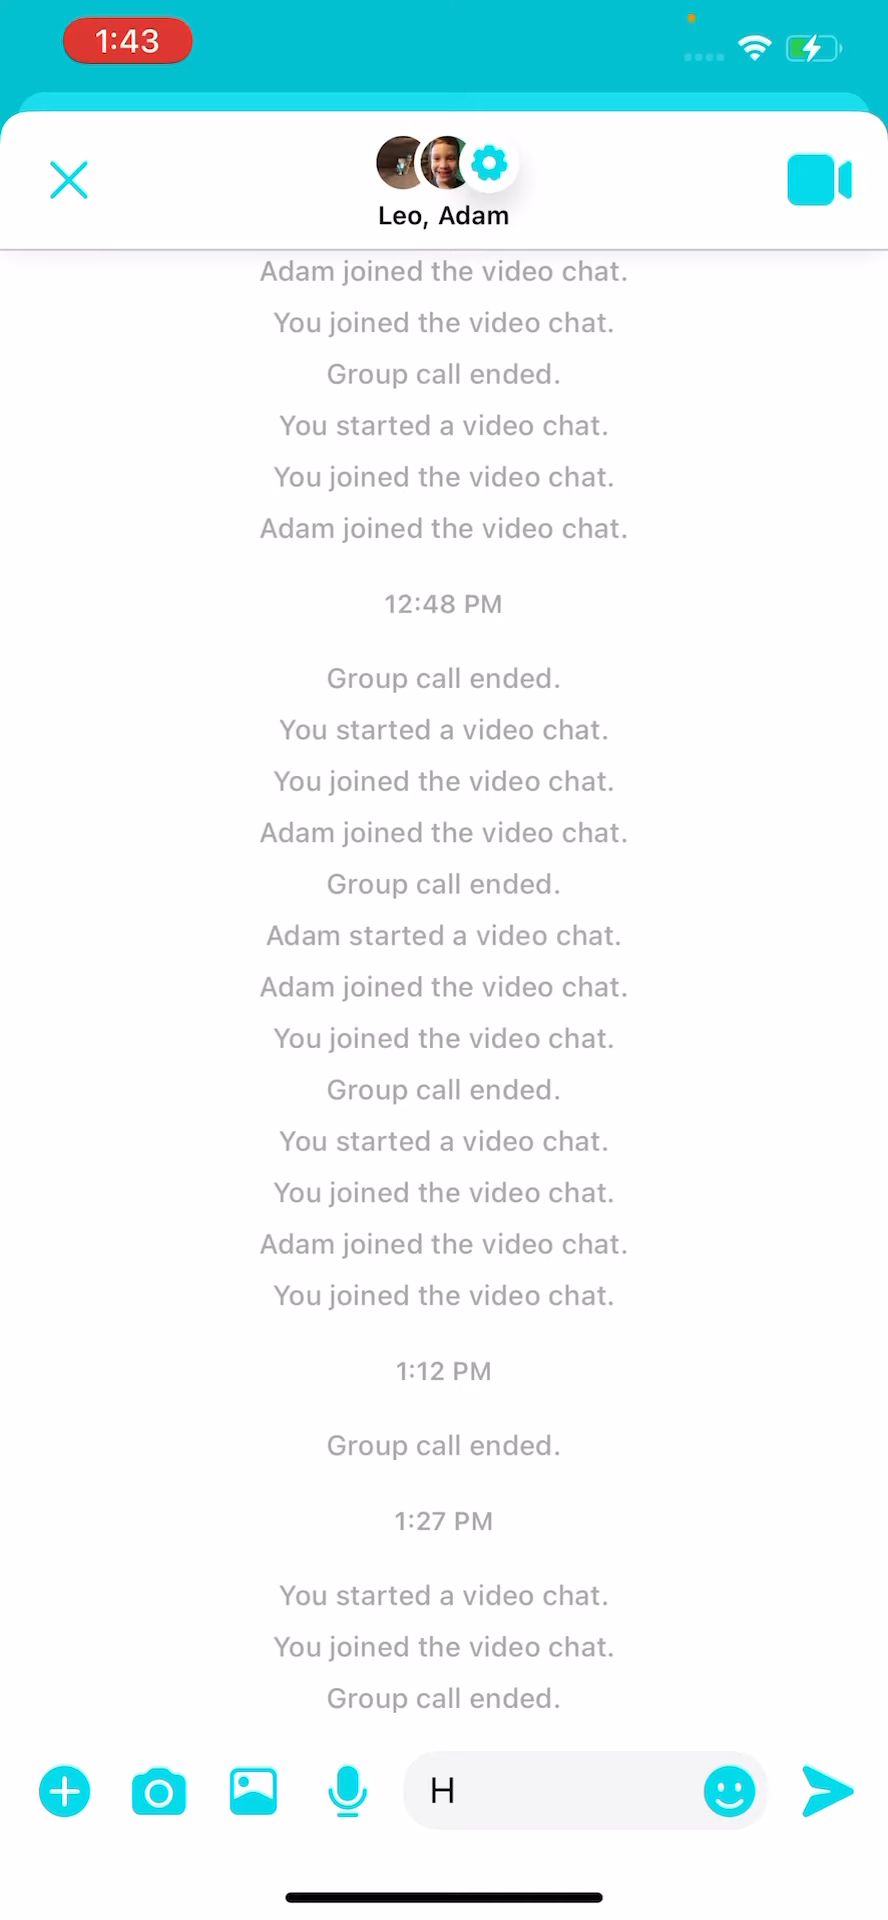 1:43
Leo, Adam
Adam joined the video chat.
You joined the video chat.
Group call ended.
You started a video chat.
You joined the video chat.
Adam joined the video chat.
12:48 PM
Group call ended.
You started a video chat.
You joined the video chat.
Adam joined the video chat.
Group call ended.
Adam started a video chat.
Adam joined the video chat.
You joined the video chat.
Group call ended.
You started a video chat.
You joined the video chat.
Adam joined the video chat.
You joined the video chat.
1:12 PM
Group call ended.
1:27 PM
You started a video chat.
You joined the video chat.
Group call ended.
H